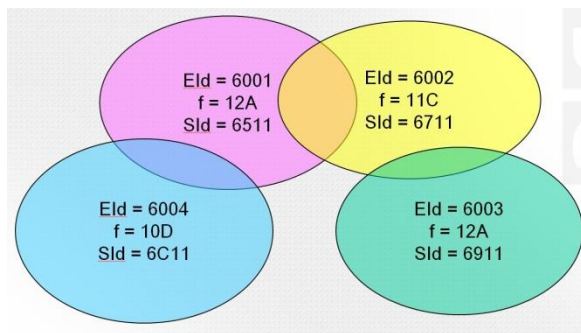 EId = 6001
f = 12A
SId = 6511
EId = 6002
f = 11C
SId = 6711
EId = 6004
f = 10D
SId = 6C11
EId = 6003
f = 12A
SId = 6911